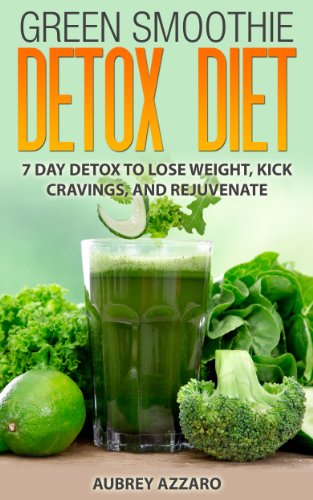 GREEN SMOOTHIE
DETOX DIET
7 DAY DETOX TO LOSE WEIGHT, KICK
CRAVINGS, AND REJUVENATE
AUBREY AZZARO